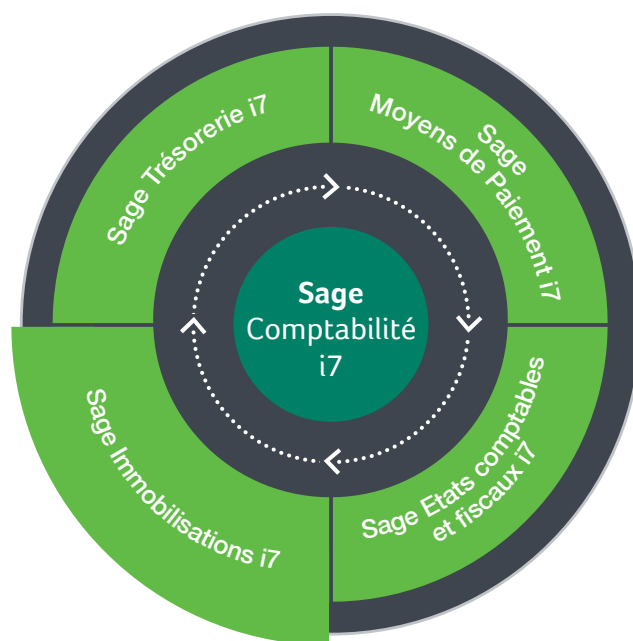 Sage Trésorerie i7
Sage
Moyens de Paiement i7
Sage
Comptabilité
i7
Sage Immobilisations i7
Sage Etats comptables
et fiscaux i7